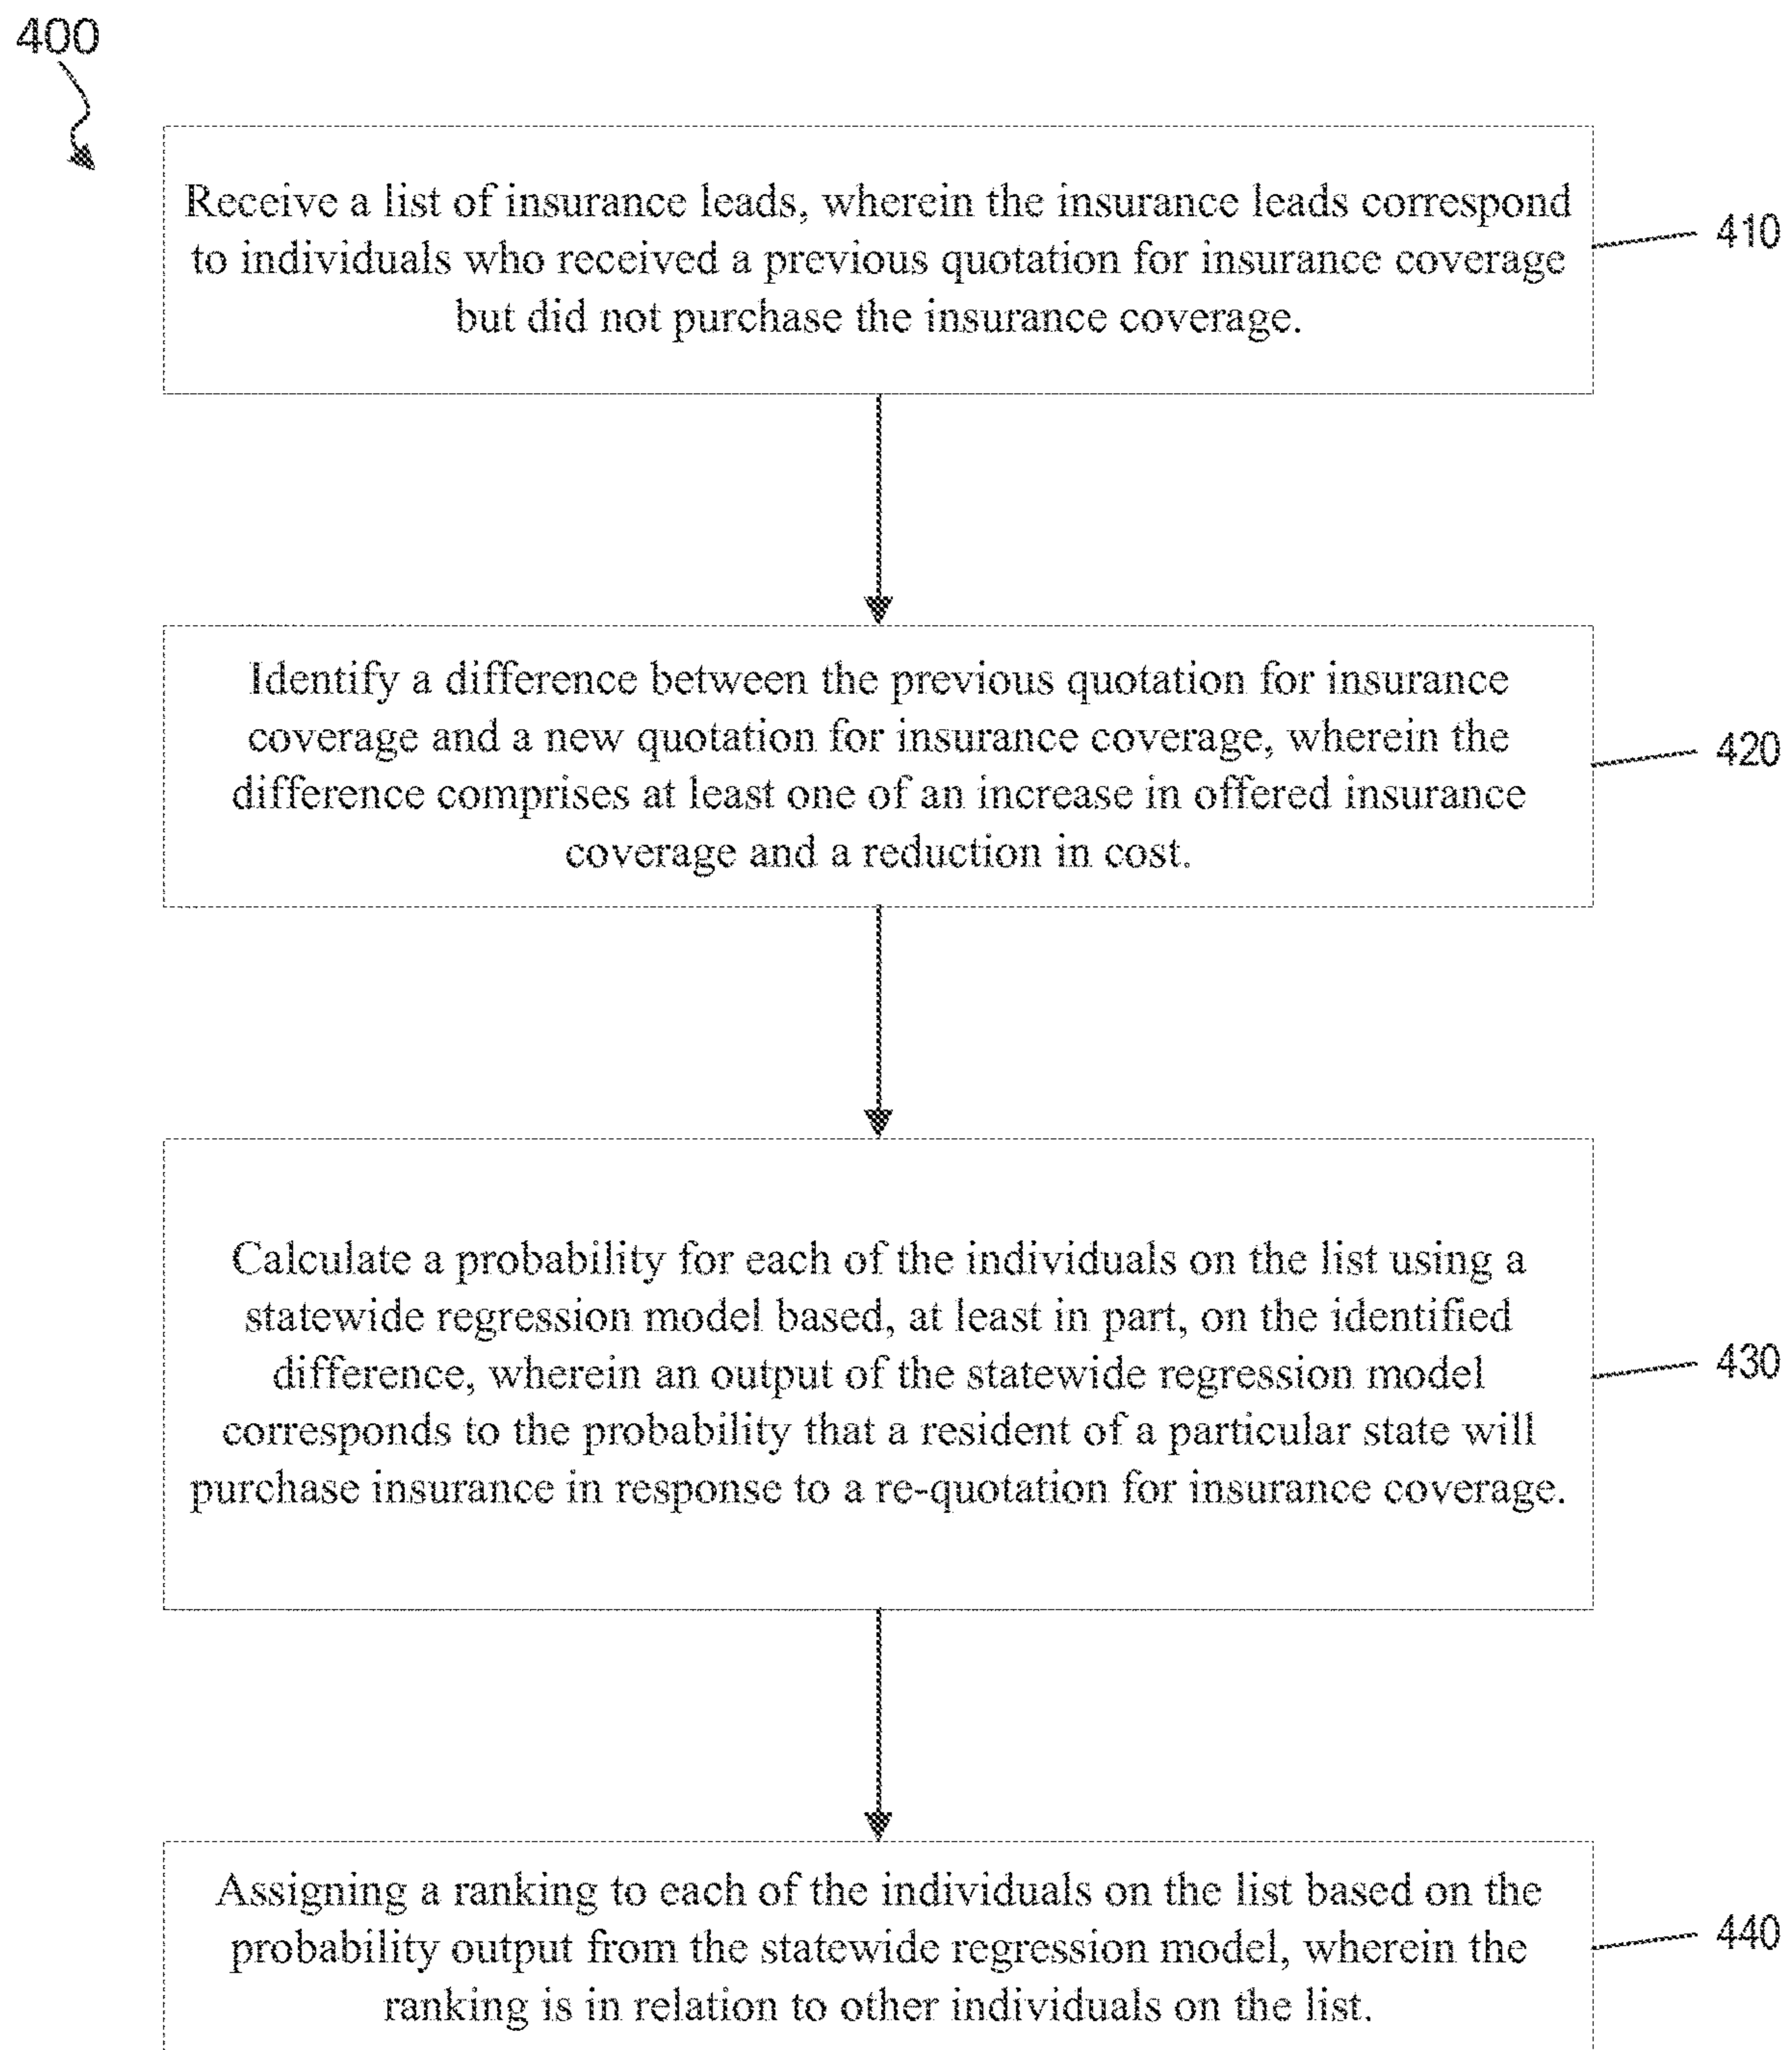 400
Receive a list of insurance leads, wherein the insurance leads correspond
to individuals who received a previous quotation for insurance coverage
but did not purchase the insurance coverage.
410
Identify a difference between the previous quotation for insurance
coverage and a new quotation for insurance coverage, wherein the
difference comprises at least one of an increase in offered insurance
coverage and a reduction in cost.
420
Calculate a probability for each of the individuals on the list using a
statewide regression model based, at least in part, on the identified
difference, wherein an output of the statewide regression model
corresponds to the probability that a resident of a particular state will
purchase insurance in response to a re-quotation for insurance coverage.
430
Assigning a ranking to each of the individuals on the list based on the
probability output from the statewide regression model, wherein the
ranking is in relation to other individuals on the list.
440